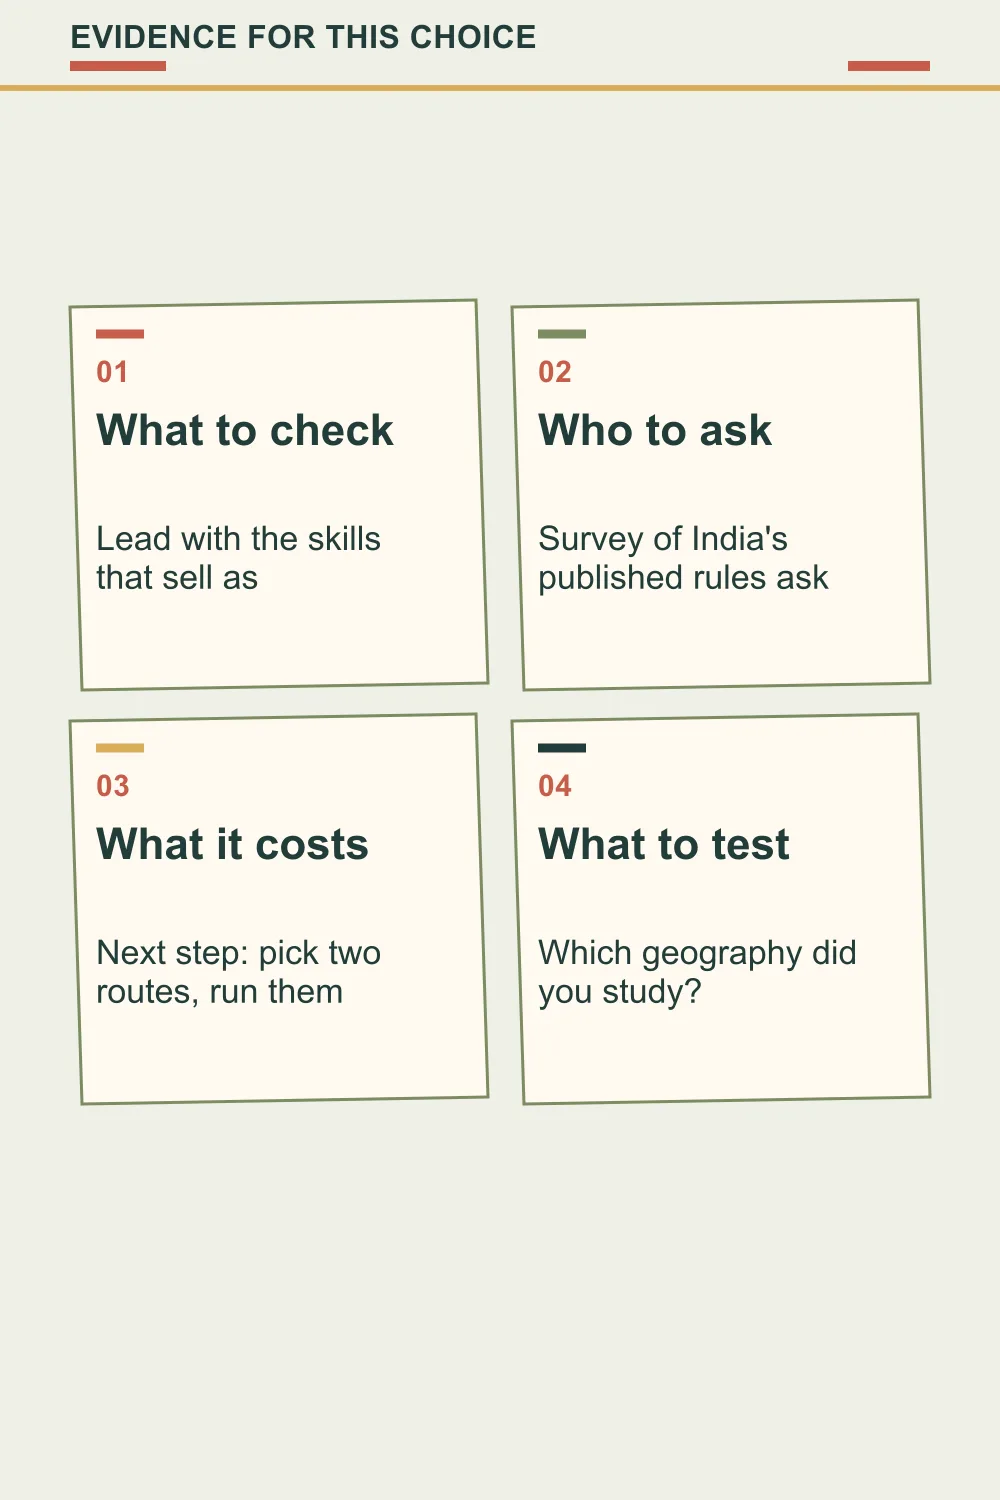 EVIDENCE FOR THIS CHOICE
01
What to check
Lead with the skills
that sell as
02
Who to ask
Survey of India's
published rules ask
03
What it costs
Next step: pick two
routes, run them
04
What to test
Which geography did
you study?